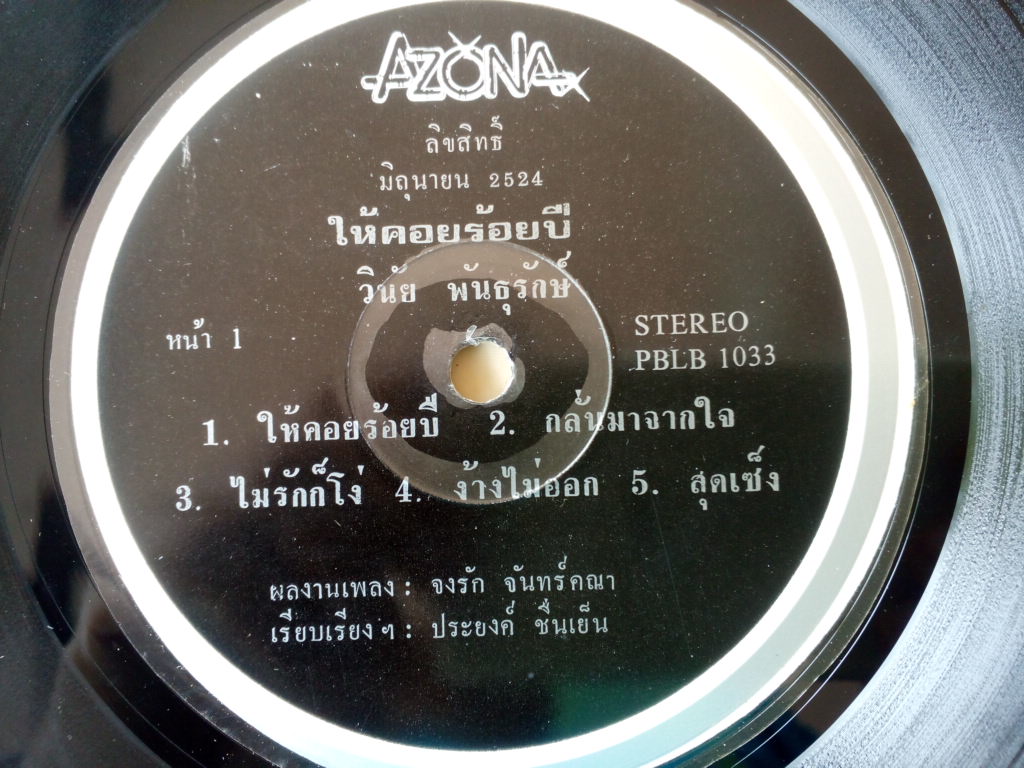 AZONA
ลิขสิทธิ์
มิถุนายน 2524
ให้คอยร้อยปี
วินัย พันธุรักษ์
หน้า 1
STEREO
PBLB 1033
1. ให้คอยร้อยปี 2. กลั่นมาจากใจ
3. ไม่รักก็โง่ 4. ง้างไม่ออก 5. สุดเซ็ง
ผลงานเพลง : จงรัก จันทร์คณา
เรียบเรียง ฯ : ประยงค์ ชื่นเย็น